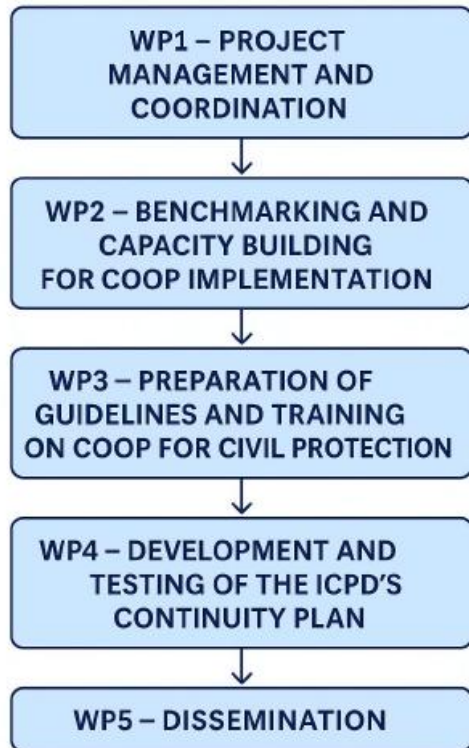 WP1 – PROJECT
MANAGEMENT AND
COORDINATION
WP2 – BENCHMARKING AND
CAPACITY BUILDING
FOR COOP IMPLEMENTATION
WP3 – PREPARATION OF
GUIDELINES AND TRAINING
ON COOP FOR CIVIL PROTECTION
WP4 – DEVELOPMENT AND
TESTING OF THE ICPD'S
CONTINUITY PLAN
WP5 – DISSEMINATION